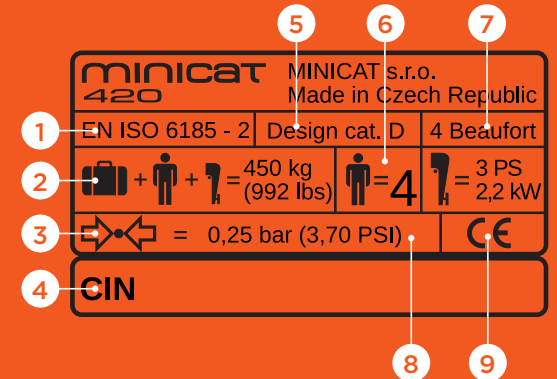 5 6 7
minicat MINICAT s.r.o.
420 Made in Czech Republic
1 EN ISO 6185 - 2 Design cat. D 4 Beaufort
2 + + = 450 kg (992 lbs) = 4 = 3 PS 2,2 kW
3 = 0,25 bar (3,70 PSI) CE
4 CIN
8 9